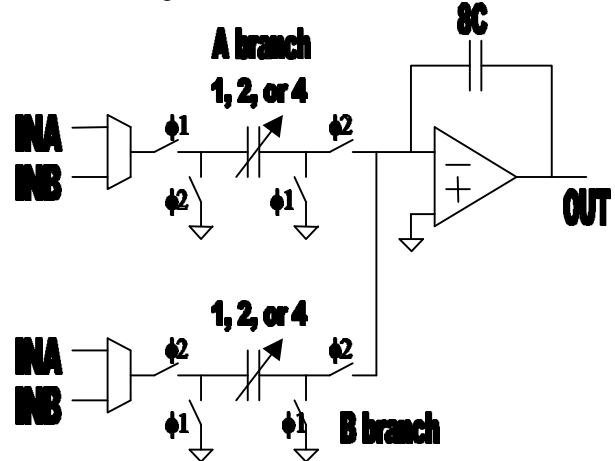 8C
A branch
1, 2, or 4
INA
INB
ϕ1
ϕ2
ϕ2
ϕ1
−
+
OUT
1, 2, or 4
INA
INB
ϕ2
ϕ2
ϕ1
ϕ1
B branch